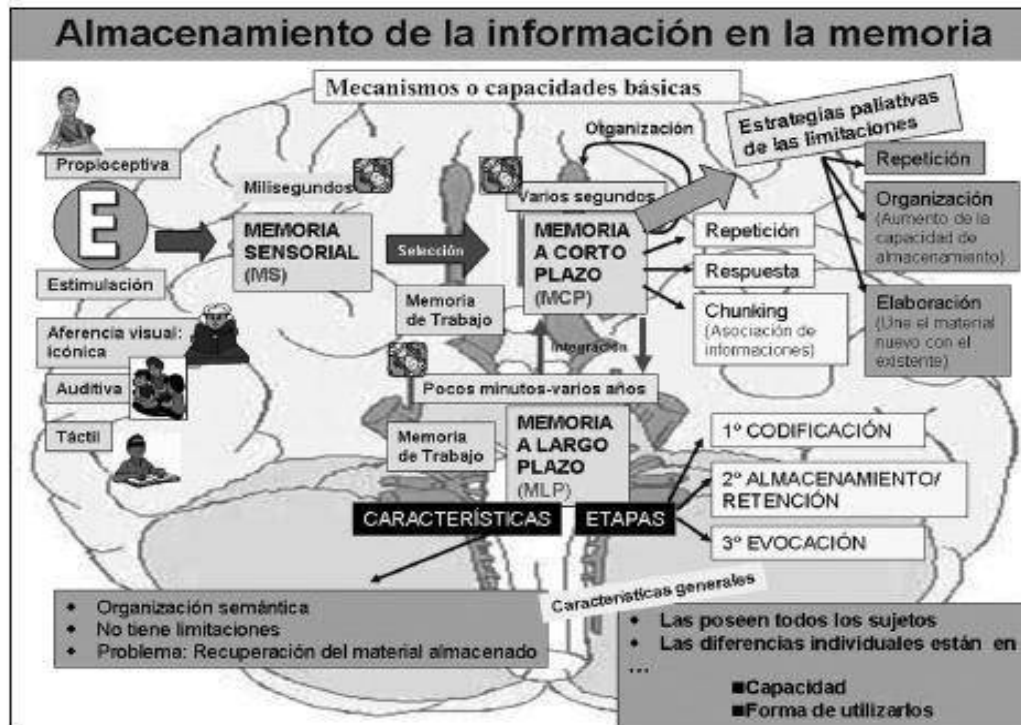 Almacenamiento de la información en la memoria
Mecanismos o capacidades básicas
Propioceptiva
E
Estimulación
Aferencia visual:
icónica
Auditiva
Táctil
Milisegundos
MEMORIA
SENSORIAL
(MS)
Selección
Organización
Varios segundos
MEMORIA
A CORTO
PLAZO
(MCP)
Memoria
de Trabajo
Integración
Repetición
Respuesta
Chunking
(Asociación de
informaciones)
Estrategias paliativas
de las limitaciones
Repetición
Organización
(Aumento de la
capacidad de
almacenamiento)
Elaboración
(Une el material
nuevo con el
existente)
Pocos minutos-varios años
Memoria
de Trabajo
MEMORIA
A LARGO
PLAZO
(MLP)
CARACTERÍSTICAS
ETAPAS
1º CODIFICACIÓN
2º ALMACENAMIENTO/
RETENCIÓN
3º EVOCACIÓN
• Organización semántica
• No tiene limitaciones
• Problema: Recuperación del material almacenado
Características generales
• Las poseen todos los sujetos
• Las diferencias individuales están en
...
■Capacidad
■Forma de utilizarlos